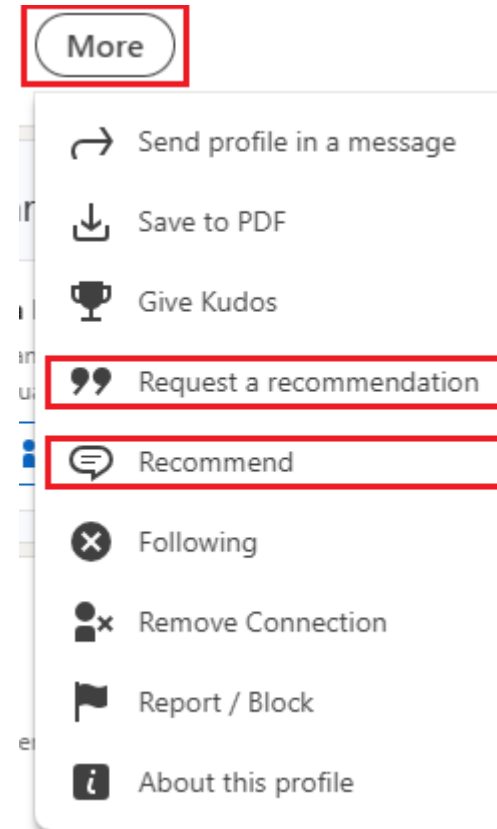 More
Send profile in a message
Save to PDF
Give Kudos
Request a recommendation
Recommend
Following
Remove Connection
Report / Block
About this profile